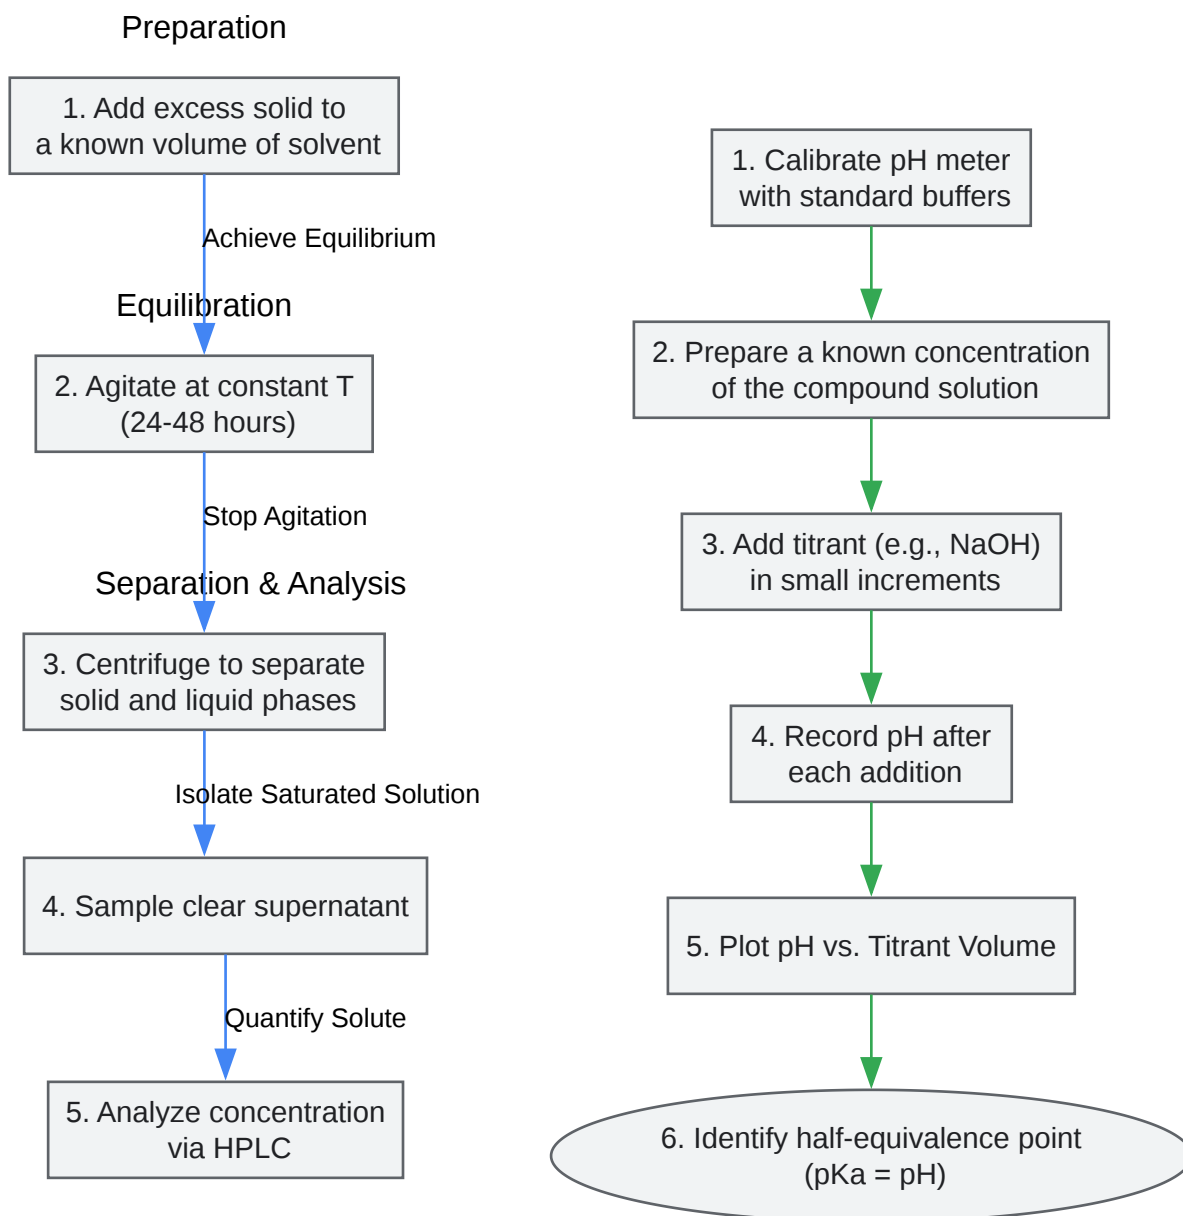 Preparation
1. Add excess solid to
a known volume of solvent
Achieve Equilibrium
Equilibration
2. Agitate at constant T
(24-48 hours)
Stop Agitation
Separation & Analysis
3. Centrifuge to separate
solid and liquid phases
Isolate Saturated Solution
4. Sample clear supernatant
Quantify Solute
5. Analyze concentration
via HPLC
1. Calibrate pH meter
with standard buffers
2. Prepare a known concentration
of the compound solution
3. Add titrant (e.g., NaOH)
in small increments
4. Record pH after
each addition
5. Plot pH vs. Titrant Volume
6. Identify half-equivalence point
(pKa = pH)